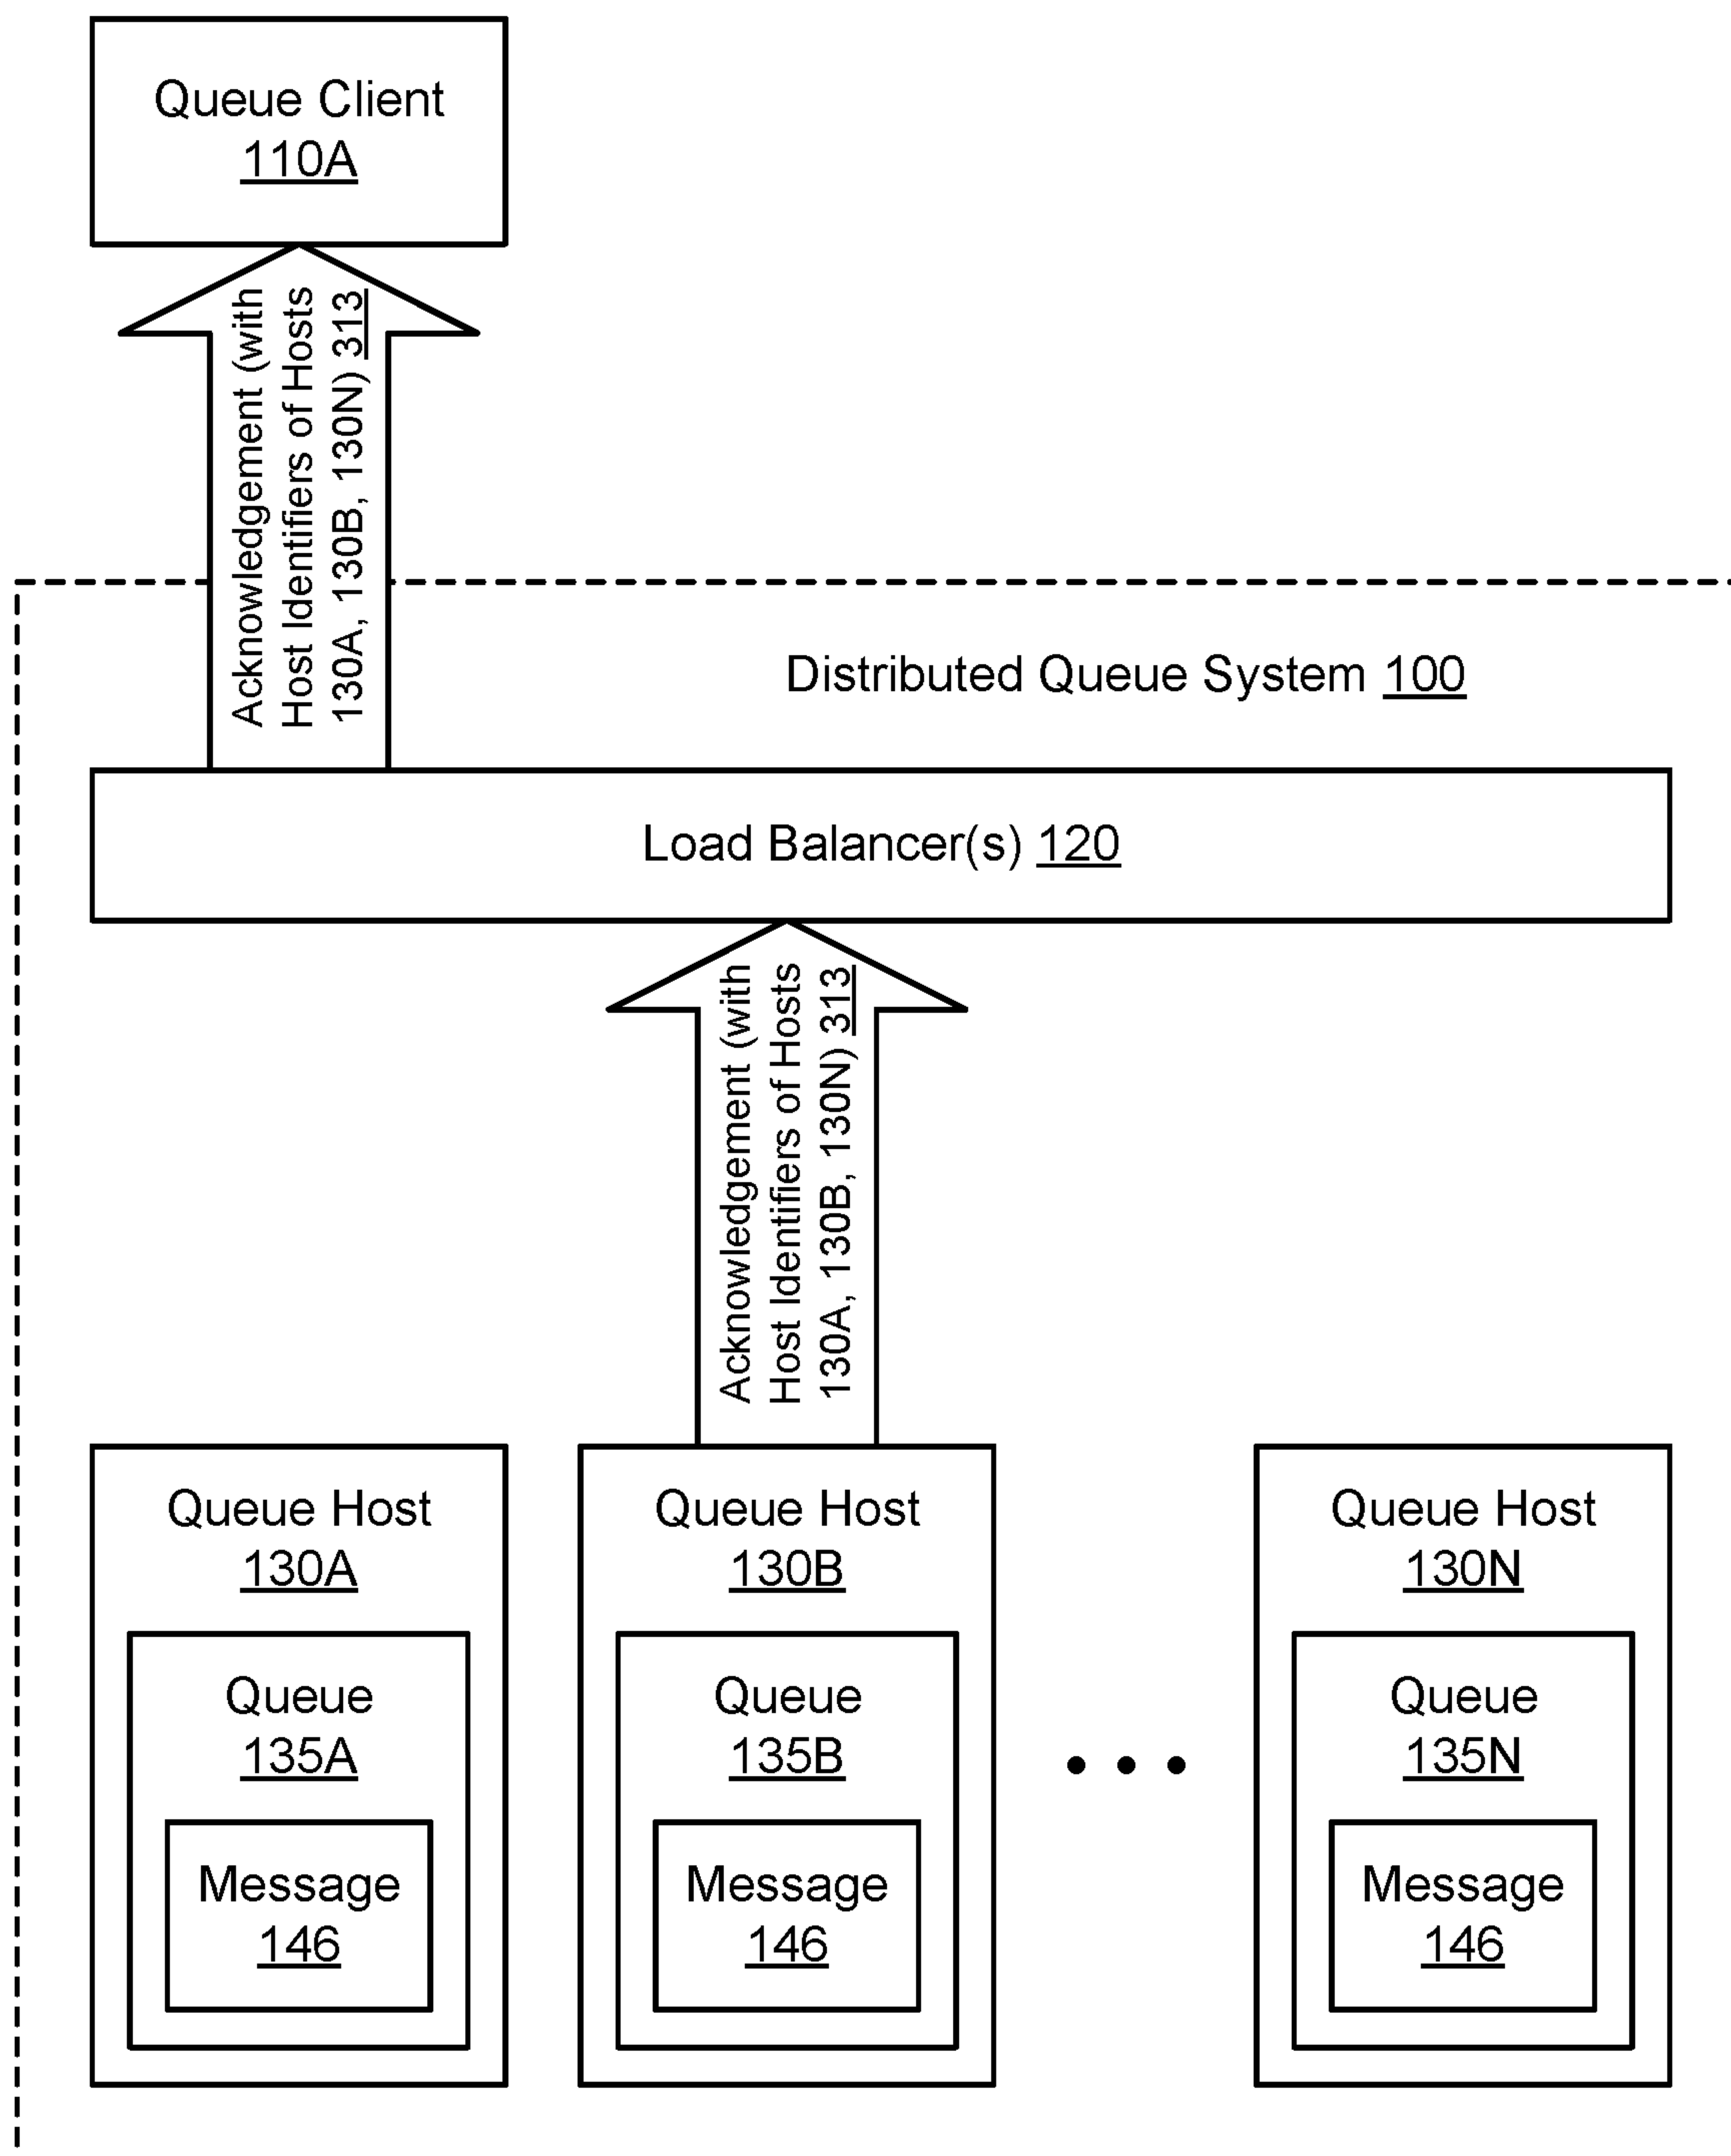 Queue Client
110A
Acknowledgement (with
Host Identifiers of Hosts
130A, 130B, 130N) 313
Distributed Queue System 100
Load Balancer(s) 120
Acknowledgement (with
Host Identifiers of Hosts
130A, 130B, 130N) 313
Queue Host
130A
Queue
135A
Message
146
Queue Host
130B
Queue
135B
Message
146
• • •
Queue Host
130N
Queue
135N
Message
146